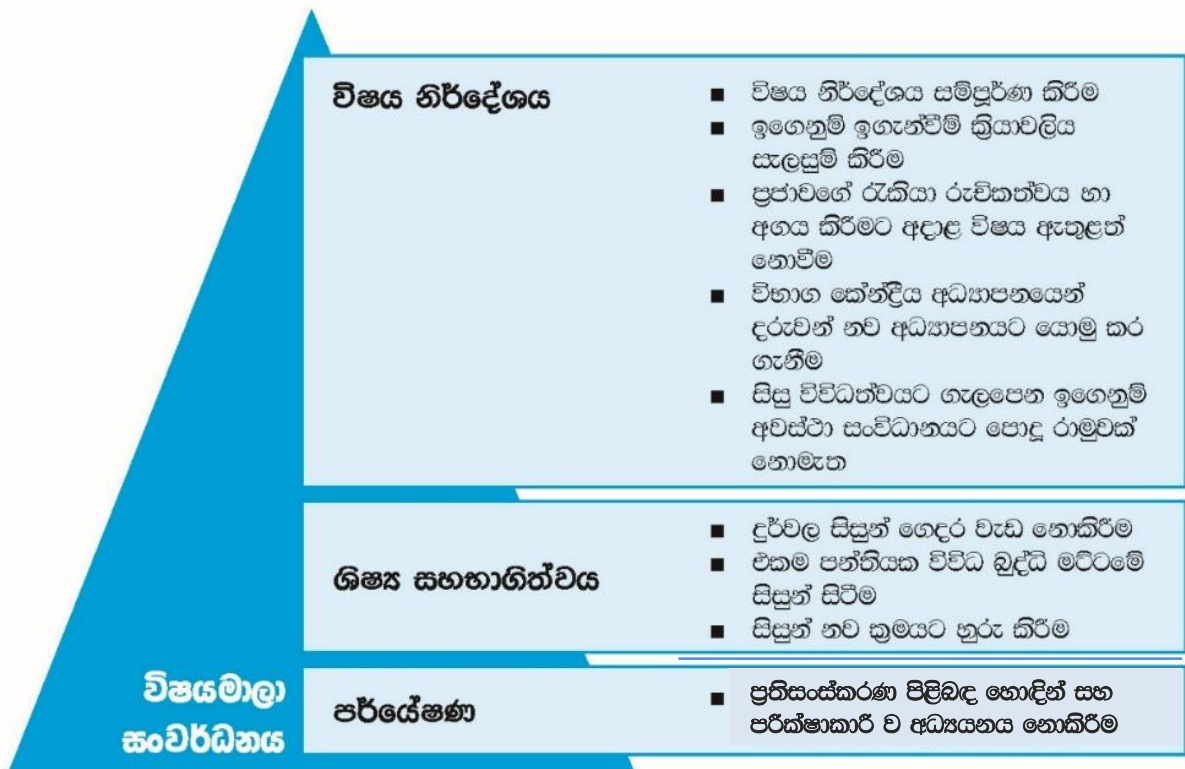 විෂය නිර්දේශය
■ විෂය නිර්දේශය සම්පූර්ණ කිරීම
■ ඉගෙනුම් ඉගැන්වීම් ක්‍රියාවලිය
සැලසුම් කිරීම
■ ප්‍රජාවගේ රැකියා රුචිකත්වය හා
අගය කිරීමට අදාළ විෂය ඇතුළත්
නොවීම
■ විභාග කේන්ද්‍රීය අධ්‍යාපනයෙන්
දරුවන් නව අධ්‍යාපනයට යොමු කර
ගැනීම
■ සිසු විවිධත්වයට ගැලපෙන ඉගෙනුම්
අවස්ථා සංවිධානයට පොදු රාමුවක්
නොමැත
ශිෂ්‍ය සහභාගිත්වය
■ දුර්වල සිසුන් ගෙදර වැඩ නොකිරීම
■ එකම පන්තියක විවිධ බුද්ධි මට්ටමේ
සිසුන් සිටීම
■ සිසුන් නව ක්‍රමයට හුරු කිරීම
විෂයමාලා
සංවර්ධනය
පර්යේෂණ
■ ප්‍රතිසංස්කරණ පිළිබඳ හොඳින් සහ
පරීක්ෂාකාරී ව අධ්‍යයනය නොකිරීම